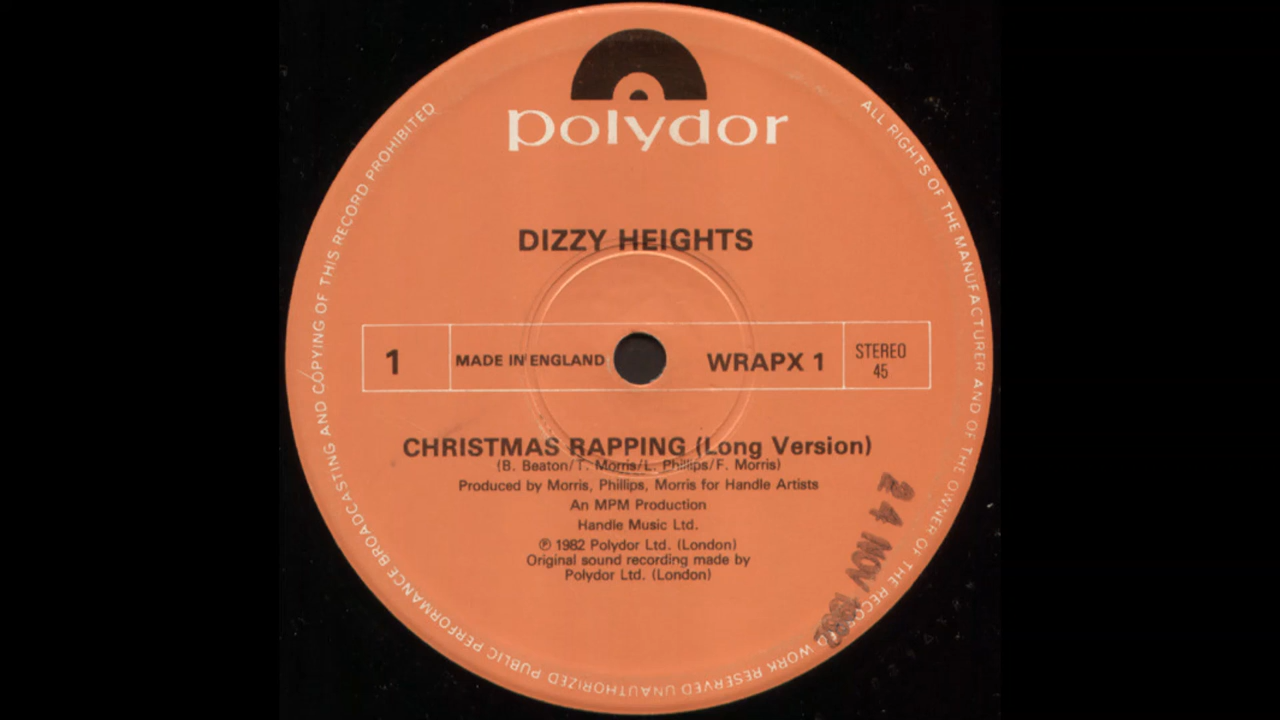 polydor
DIZZY HEIGHTS
1
MADE IN ENGLAND
WRAPX 1
STEREO
45
CHRISTMAS RAPPING (Long Version)
(B. Beaton/T. Morris/L. Phillips/F. Morris)
Produced by Morris, Phillips, Morris for Handle Artists
An MPM Production
Handle Music Ltd.
℗ 1982 Polydor Ltd. (London)
Original sound recording made by
Polydor Ltd. (London)
24 NOV 1982
ALL RIGHTS OF THE MANUFACTURER AND OF THE OWNER OF THE RECORDED WORK RESERVED UNAUTHORIZED PUBLIC PERFORMANCE BROADCASTING AND COPYING OF THIS RECORD PROHIBITED